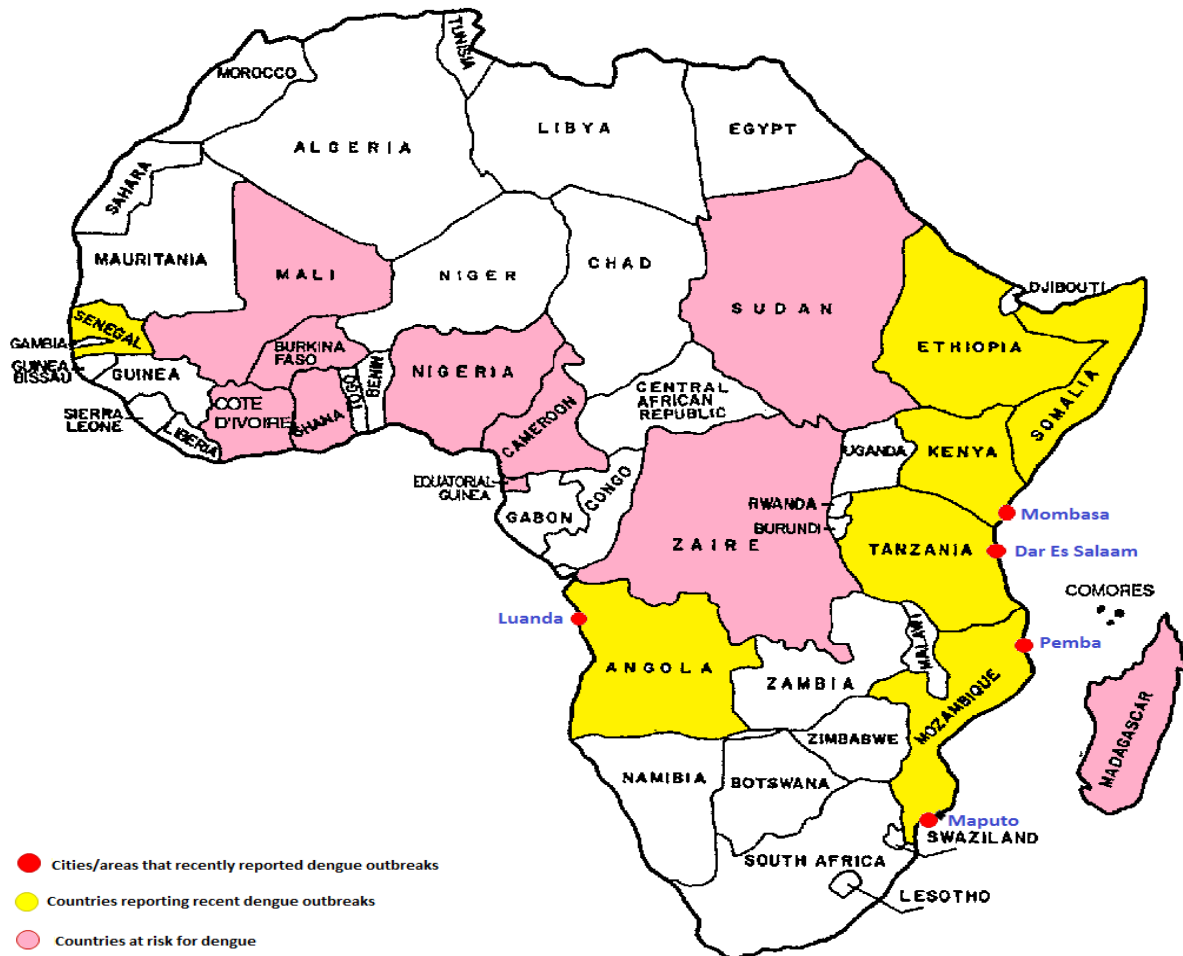 TUNISIA
MOROCCO
ALGERIA
LIBYA
EGYPT
SAHARA
MAURITANIA
MALI
NIGER
CHAD
SUDAN
DJIBOUTI
SENEGAL
GAMBIA
GUINEA
BISSAU
GUINEA
BURKINA
FASO
NIGERIA
BENIN
TOGO
ETHIOPIA
SOMALIA
SIERRA
LEONE
LIBERIA
COTE
D'IVOIRE
GHANA
CAMEROON
CENTRAL
AFRICAN
REPUBLIC
EQUATORIAL
GUINEA
GABON
CONGO
UGANDA
KENYA
RWANDA
BURUNDI
ZAIRE
TANZANIA
Mombasa
Dar Es Salaam
COMORES
Luanda
ANGOLA
ZAMBIA
MALAWI
Pemba
MOZAMBIQUE
MADAGASCAR
ZIMBABWE
NAMIBIA
BOTSWANA
Maputo
SWAZILAND
SOUTH AFRICA
LESOTHO
Cities/areas that recently reported dengue outbreaks
Countries reporting recent dengue outbreaks
Countries at risk for dengue